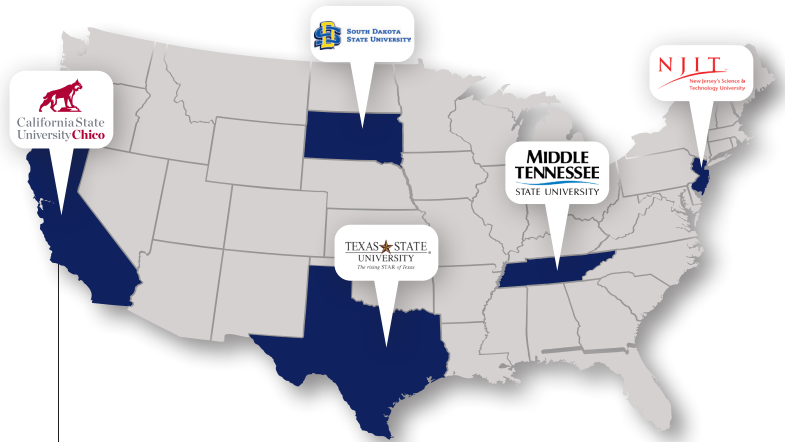 SOUTH DAKOTA
STATE UNIVERSITY
NJIT
New Jersey's Science &
Technology University
California State
University Chico
MIDDLE
TENNESSEE
STATE UNIVERSITY
TEXAS STATE
UNIVERSITY
The rising STAR of Texas